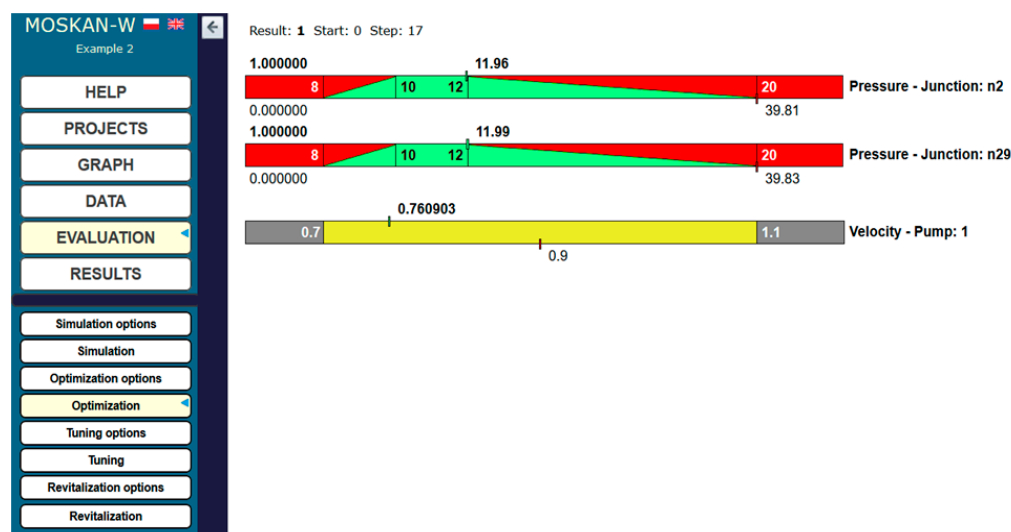 MOSKAN-W
Example 2
HELP
PROJECTS
GRAPH
DATA
EVALUATION
RESULTS
Simulation options
Simulation
Optimization options
Optimization
Tuning options
Tuning
Revitalization options
Revitalization
Result: 1 Start: 0 Step: 17
1.000000 11.96
8 10 12 20 Pressure - Junction: n2
0.000000 39.81
1.000000 11.99
8 10 12 20 Pressure - Junction: n29
0.000000 39.83
0.760903
0.7 1.1 Velocity - Pump: 1
0.9